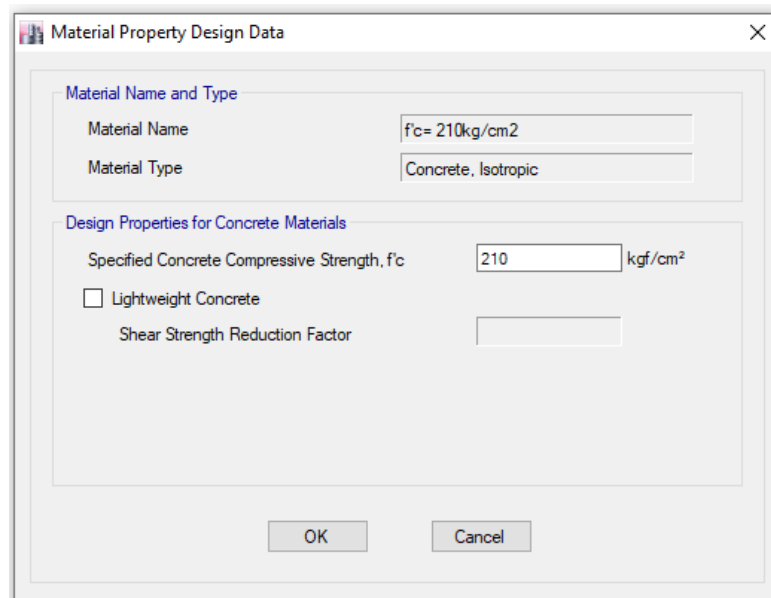 Material Property Design Data
Material Name and Type
Material Name f'c= 210kg/cm2
Material Type Concrete, Isotropic
Design Properties for Concrete Materials
Specified Concrete Compressive Strength, f'c 210 kgf/cm²
Lightweight Concrete
Shear Strength Reduction Factor
OK Cancel